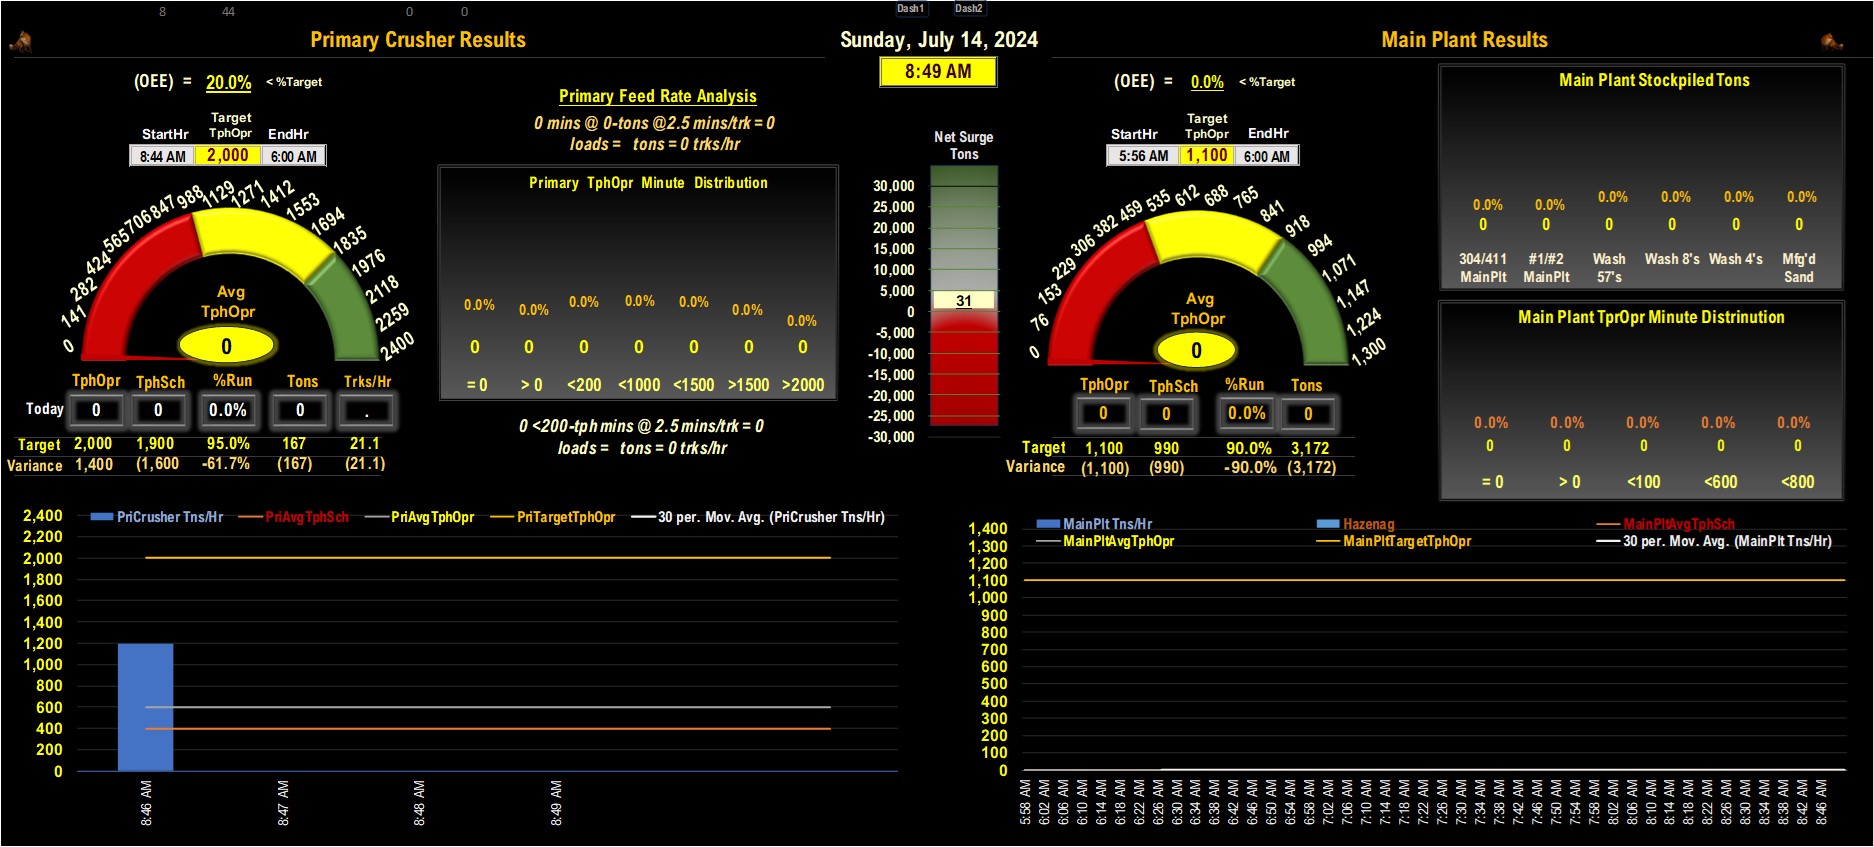 8 44 0 0 Dash1 Dash2
Primary Crusher Results
Sunday, July 14, 2024
Main Plant Results
8:49 AM
(OEE) = 20.0% < %Target
Target
StartHr TphOpr EndHr
8:44 AM 2,000 6:00 AM
0 141 282 424 565 706 847 988 1129 1271 1412 1553 1694 1835 1976 2118 2259 2400
Avg
TphOpr
0
TphOpr TphSch %Run Tons Trks/Hr
Today 0 0 0.0% 0 .
Target 2,000 1,900 95.0% 167 21.1
Variance 1,400 (1,600 -61.7% (167) (21.1)
Primary Feed Rate Analysis
0 mins @ 0-tons @2.5 mins/trk = 0
loads = tons = 0 trks/hr
Primary TphOpr Minute Distribution
0.0% 0.0% 0.0% 0.0% 0.0% 0.0% 0.0%
0 0 0 0 0 0 0
= 0 > 0 <200 <1000 <1500 >1500 >2000
0 <200-tph mins @ 2.5 mins/trk = 0
loads = tons = 0 trks/hr
Net Surge
Tons
30,000
25,000
20,000
15,000
10,000
5,000
31
0
-5,000
-10,000
-15,000
-20,000
-25,000
-30,000
(OEE) = 0.0% < %Target
Target
StartHr TphOpr EndHr
5:56 AM 1,100 6:00 AM
0 76 153 229 306 382 459 535 612 688 765 841 918 994 1,071 1,147 1,224 1,300
Avg
TphOpr
0
TphOpr TphSch %Run Tons
0 0 0.0% 0
Target 1,100 990 90.0% 3,172
Variance (1,100) (990) -90.0% (3,172)
Main Plant Stockpiled Tons
0.0% 0.0% 0.0% 0.0% 0.0% 0.0%
0 0 0 0 0 0
304/411 #1/#2 Wash Wash 8's Wash 4's Mfg'd
MainPlt MainPlt 57's Sand
Main Plant TprOpr Minute Distrinution
0.0% 0.0% 0.0% 0.0% 0.0%
0 0 0 0 0
= 0 > 0 <100 <600 <800
PriCrusher Tns/Hr PriAvgTphSch PriAvgTphOpr PriTargetTphOpr 30 per. Mov. Avg. (PriCrusher Tns/Hr)
2,400
2,200
2,000
1,800
1,600
1,400
1,200
1,000
800
600
400
200
0
8:46 AM 8:47 AM 8:48 AM 8:49 AM
MainPlt Tns/Hr Hazenag MainPltAvgTphSch
MainPltAvgTphOpr MainPltTargetTphOpr 30 per. Mov. Avg. (MainPlt Tns/Hr)
1,400
1,300
1,200
1,100
1,000
900
800
700
600
500
400
300
200
100
0
5:58 AM 6:02 AM 6:06 AM 6:10 AM 6:14 AM 6:18 AM 6:22 AM 6:26 AM 6:30 AM 6:34 AM 6:38 AM 6:42 AM 6:46 AM 6:50 AM 6:54 AM 6:58 AM 7:02 AM 7:06 AM 7:10 AM 7:14 AM 7:18 AM 7:22 AM 7:26 AM 7:30 AM 7:34 AM 7:38 AM 7:42 AM 7:46 AM 7:50 AM 7:54 AM 7:58 AM 8:02 AM 8:06 AM 8:10 AM 8:14 AM 8:18 AM 8:22 AM 8:26 AM 8:30 AM 8:34 AM 8:38 AM 8:42 AM 8:46 AM